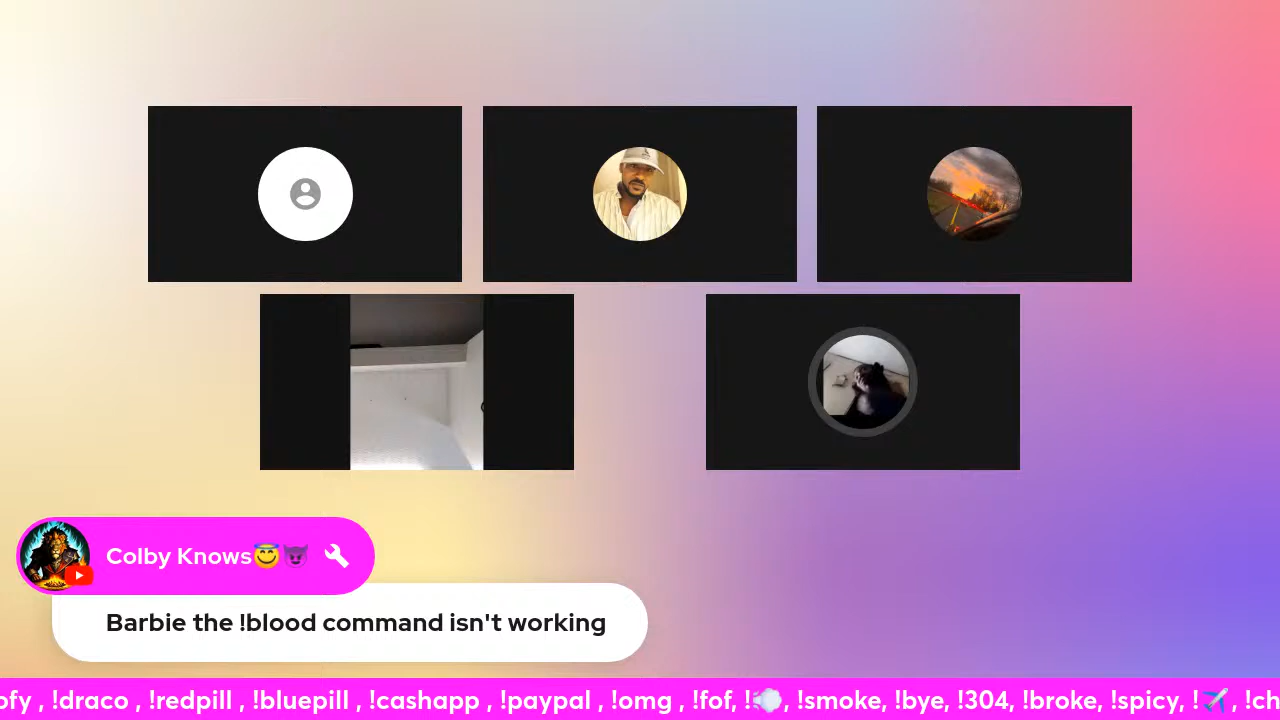 Colby Knows😇😈
Barbie the !blood command isn't working
ofy , !draco , !redpill , !bluepill , !cashapp , !paypal , !omg , !fof, !💨, !smoke, !bye, !304, !broke, !spicy, !✈️, !ch